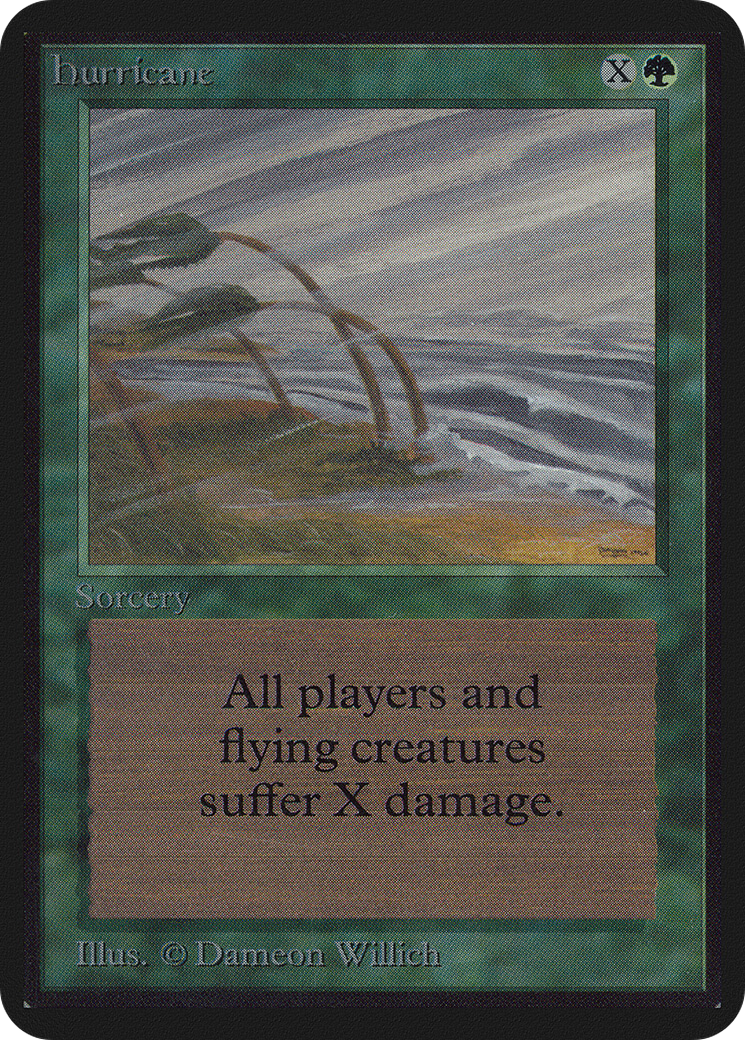 Hurricane
X
Sorcery
All players and
flying creatures
suffer X damage.
Illus. © Dameon Willich